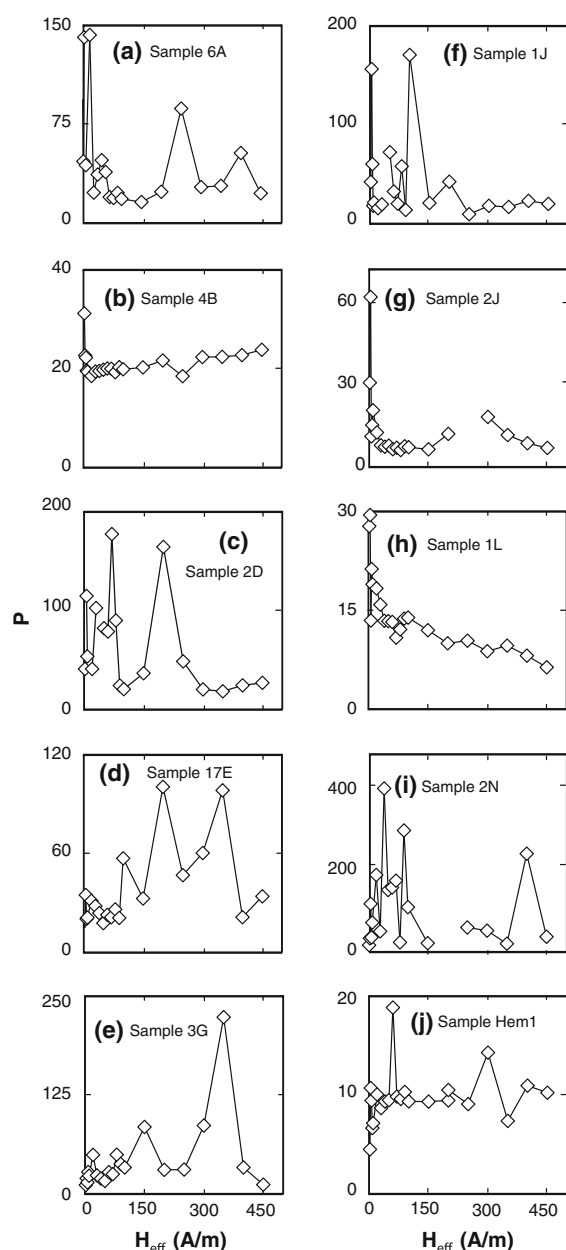 150
75
0
(a) Sample 6A
40
20
0
(b) Sample 4B
200
100
0
(c)
Sample 2D
P
120
60
0
(d)
Sample 17E
250
125
0
(e) Sample 3G
0 150 300 450
H_eff (A/m)
200
100
0
(f) Sample 1J
60
30
0
(g) Sample 2J
30
15
0
(h) Sample 1L
400
200
0
(i) Sample 2N
20
10
0
(j) Sample Hem1
0 150 300 450
H_eff (A/m)